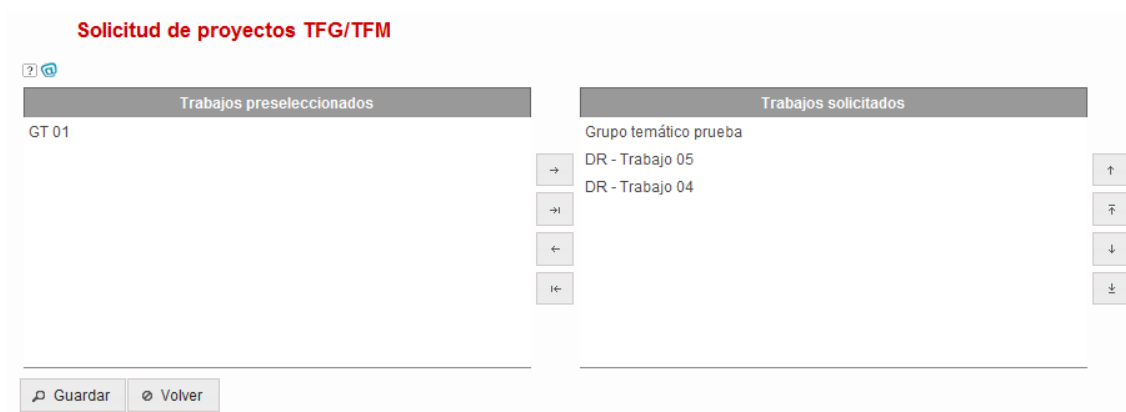 Solicitud de proyectos TFG/TFM
?
Trabajos preseleccionados
Trabajos solicitados
GT 01
Grupo temático prueba
DR - Trabajo 05
DR - Trabajo 04
Guardar
Volver